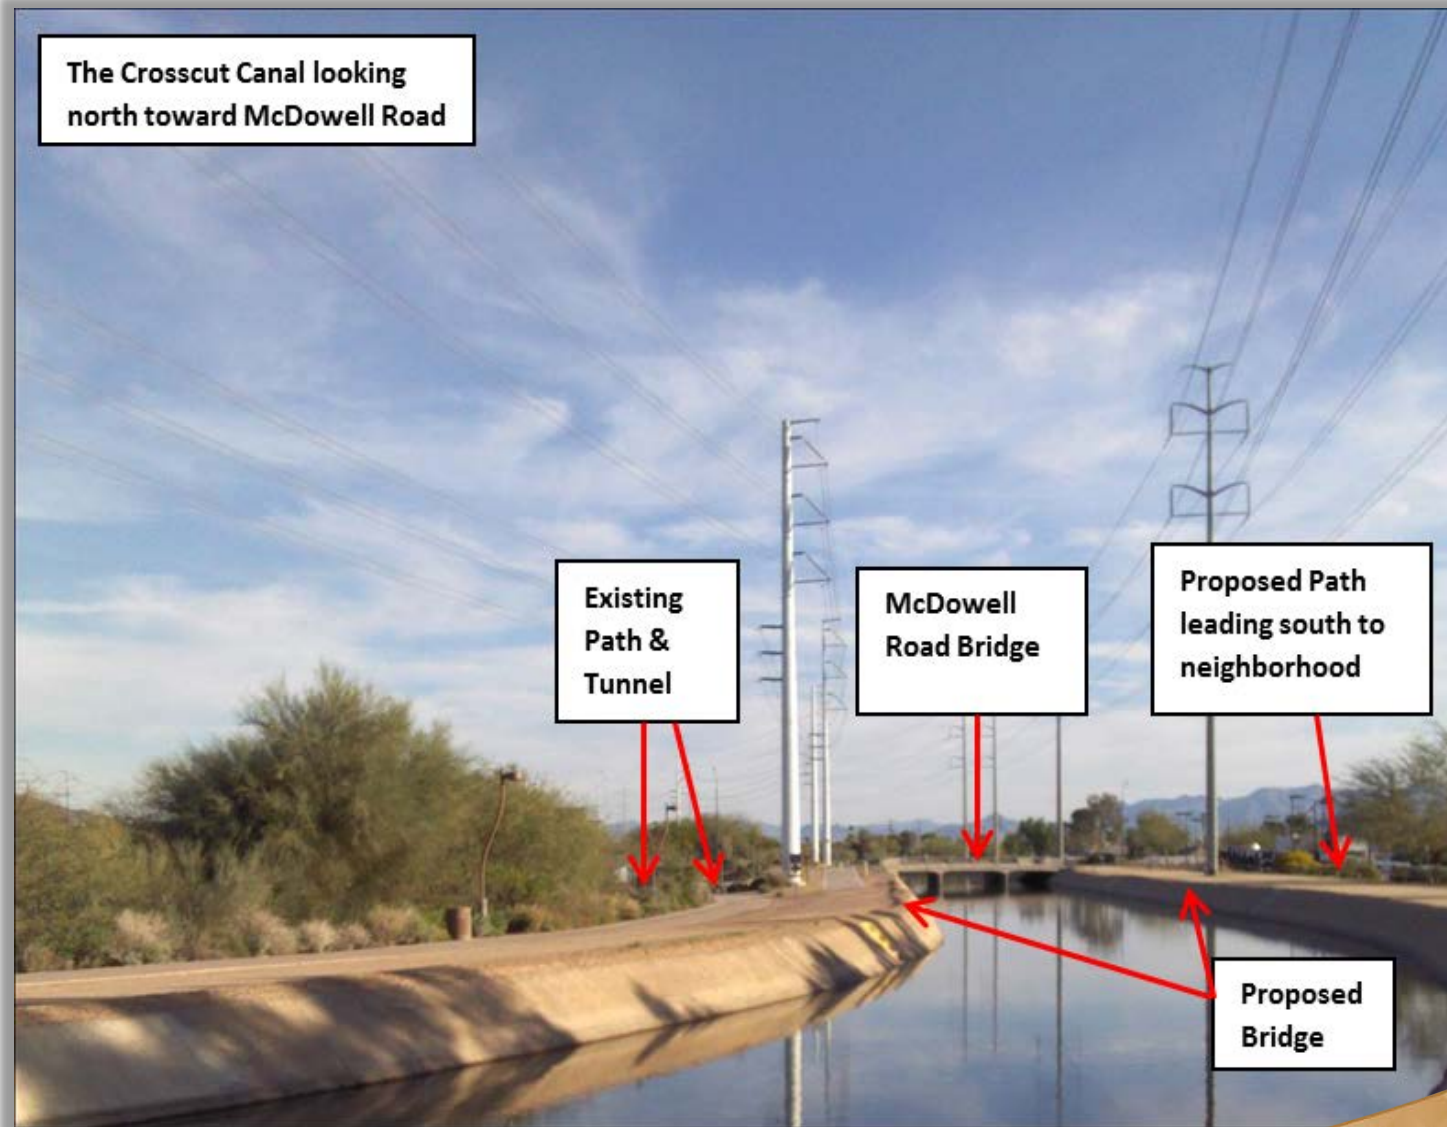 The Crosscut Canal looking
north toward McDowell Road
Existing
Path &
Tunnel
McDowell
Road Bridge
Proposed Path
leading south to
neighborhood
Proposed
Bridge